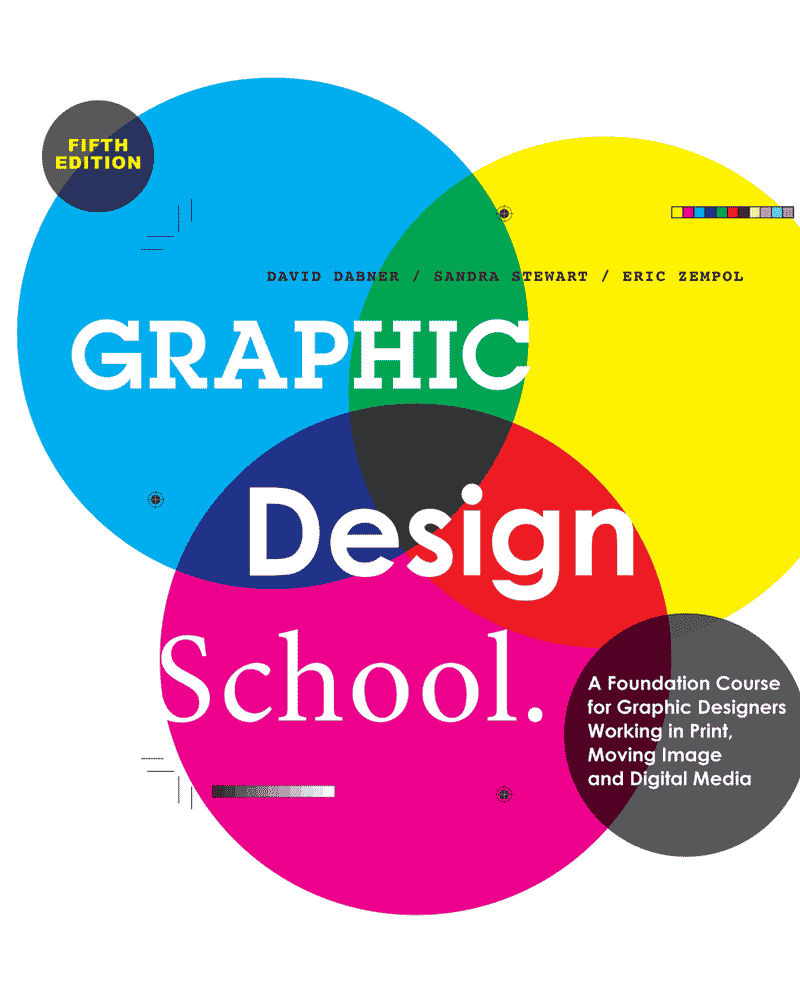 FIFTH
EDITION
DAVID DABNER / SANDRA STEWART / ERIC ZEMPOL
GRAPHIC
Design
School.
A Foundation Course
for Graphic Designers
Working in Print,
Moving Image
and Digital Media